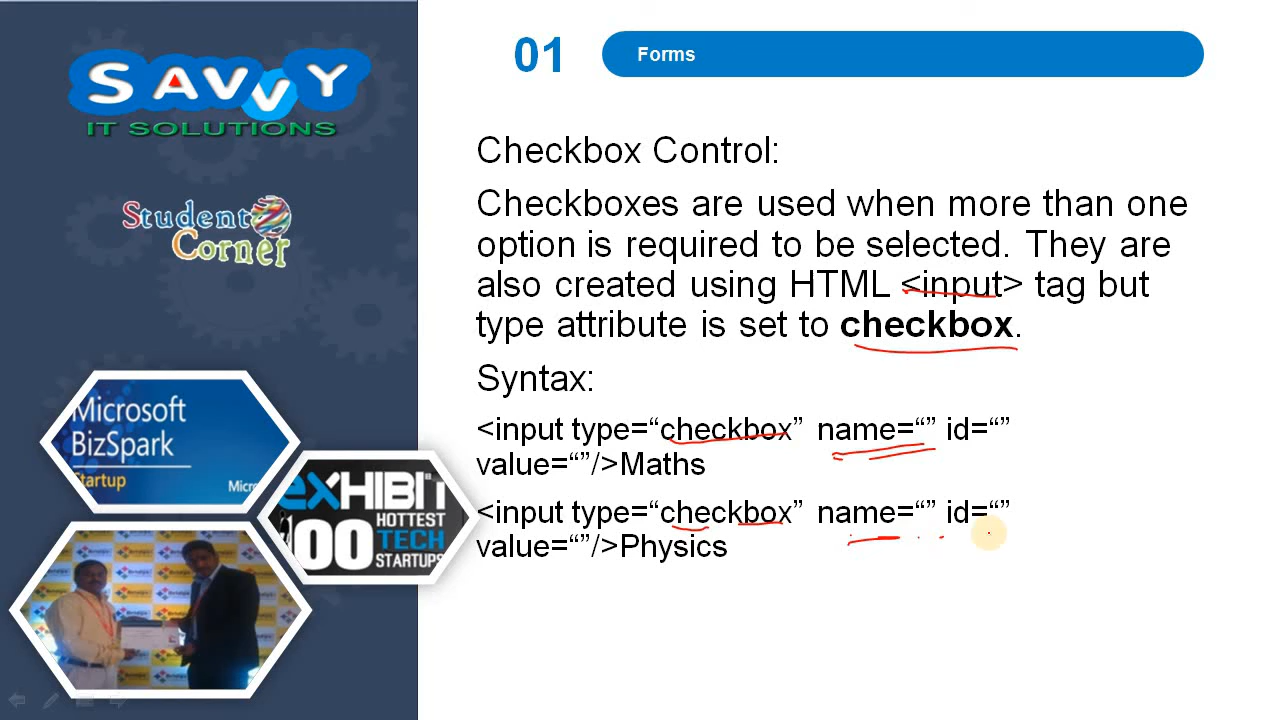 SAVVY
IT SOLUTIONS
Student
Corner
Microsoft
BizSpark
Startup
Micros
eXHIBIT
100
HOTTEST
TECH
STARTUPS
01
Forms
Checkbox Control:
Checkboxes are used when more than one
option is required to be selected. They are
also created using HTML <input> tag but
type attribute is set to checkbox.
Syntax:
<input type=“checkbox” name=“” id=“”
value=“”/>Maths
<input type=“checkbox” name=“” id=“”
value=“”/>Physics